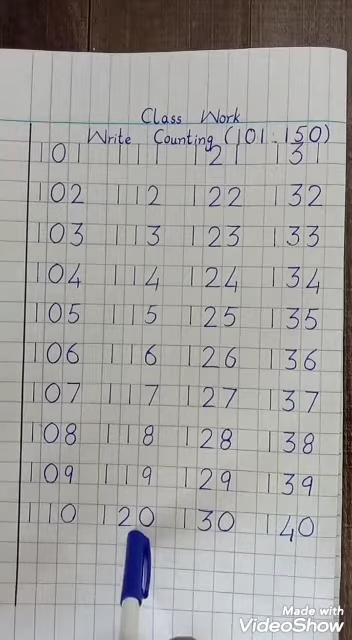 Class Work
Write Counting (101-150)
101 111 121 131
102 112 122 132
103 113 123 133
104 114 124 134
105 115 125 135
106 116 126 136
107 117 127 137
108 118 128 138
109 119 129 139
110 120 130 140
Made with
VideoShow